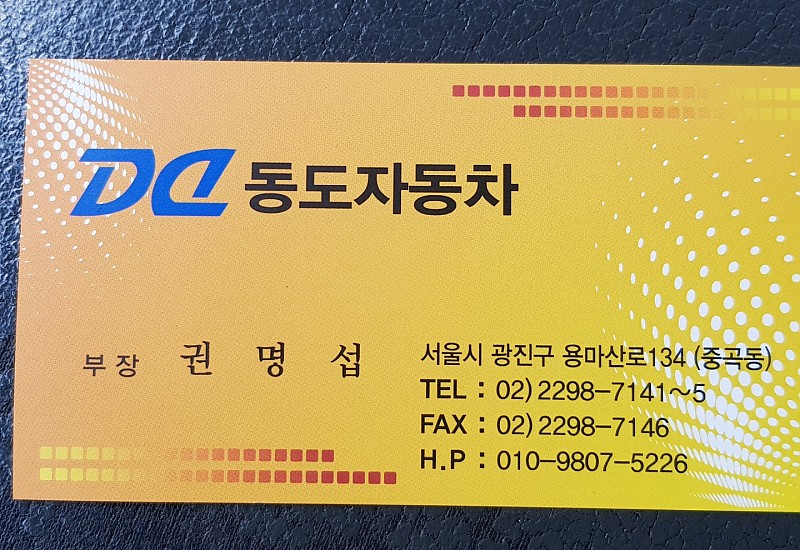 DC 동도자동차
부장 권 명 섭
서울시 광진구 용마산로134 (중곡동)
TEL : 02) 2298-7141~5
FAX : 02) 2298-7146
H.P : 010-9807-5226